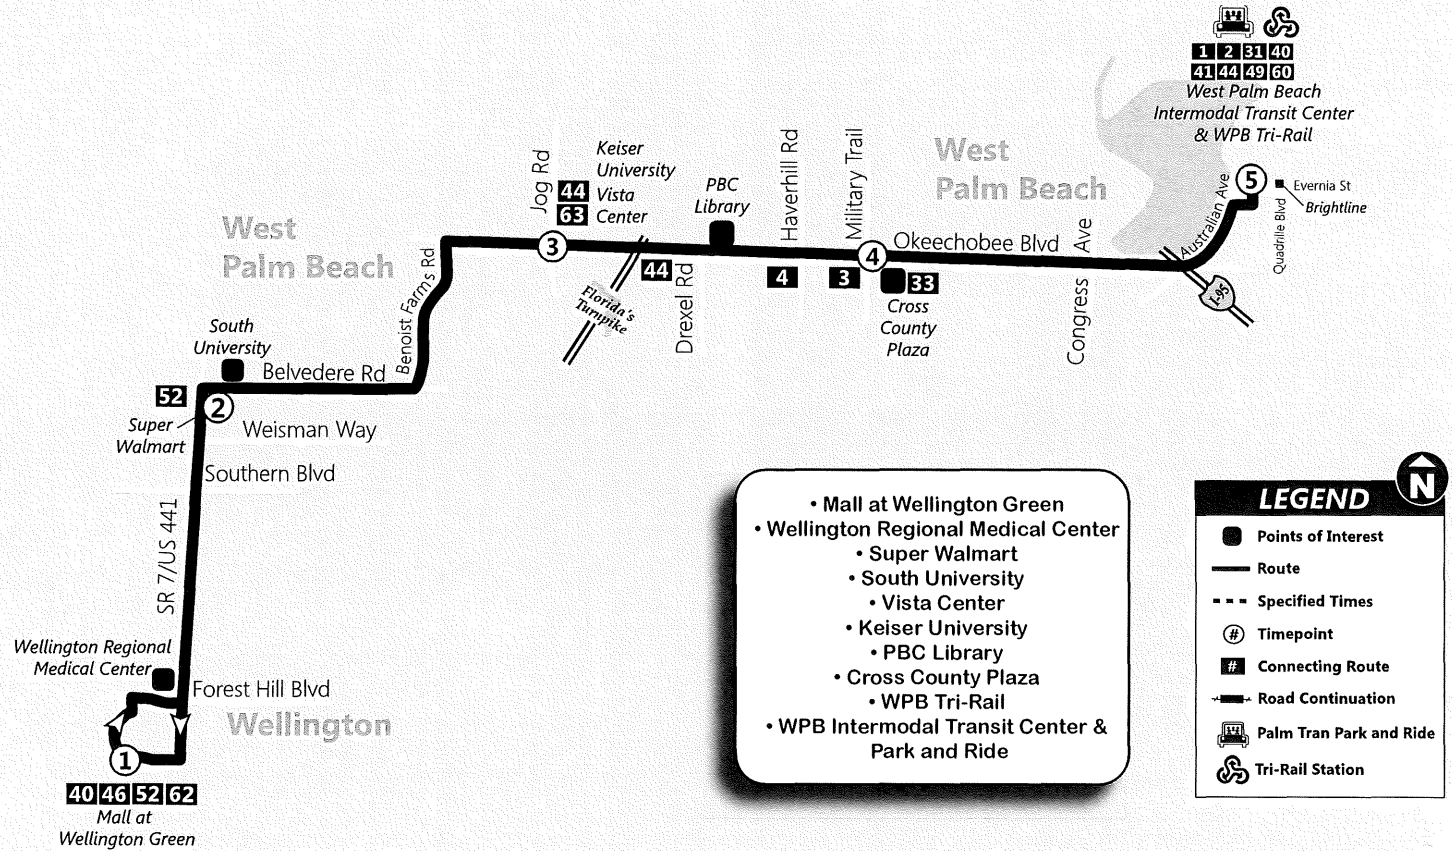 1 2 31 40
41 44 49 60
West Palm Beach
Intermodal Transit Center
& WPB Tri-Rail
5
Evernia St
Brightline
Quadrille Blvd
Australian Ave
I-95
West
Palm Beach
Okeechobee Blvd
Congress Ave
Military Trail
4
3
33
Cross
County
Plaza
Haverhill Rd
4
PBC
Library
44
Drexel Rd
Florida's
Turnpike
Keiser
University
44 Vista
63 Center
Jog Rd
3
West
Palm Beach
Benoist Farms Rd
South
University
Belvedere Rd
52
2
Super
Walmart
Weisman Way
Southern Blvd
SR 7/US 441
Wellington Regional
Medical Center
Forest Hill Blvd
Wellington
1
40 46 52 62
Mall at
Wellington Green
• Mall at Wellington Green
• Wellington Regional Medical Center
• Super Walmart
• South University
• Vista Center
• Keiser University
• PBC Library
• Cross County Plaza
• WPB Tri-Rail
• WPB Intermodal Transit Center &
Park and Ride
N
LEGEND
Points of Interest
Route
Specified Times
# Timepoint
# Connecting Route
Road Continuation
Palm Tran Park and Ride
Tri-Rail Station